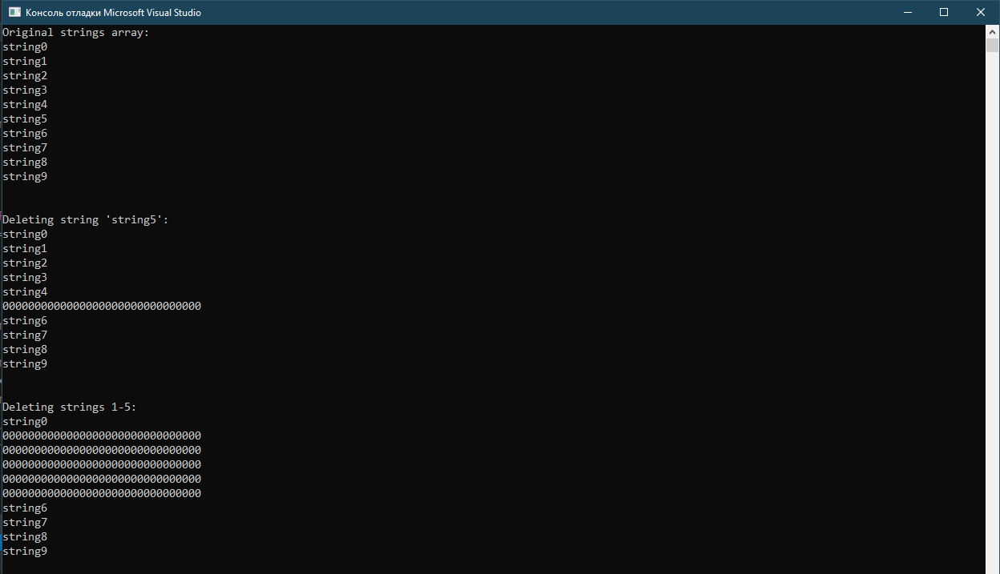 Консоль отладки Microsoft Visual Studio
Original strings array:
string0
string1
string2
string3
string4
string5
string6
string7
string8
string9
Deleting string 'string5':
string0
string1
string2
string3
string4
0000000000000000000000000000000
string6
string7
string8
string9
Deleting strings 1-5:
string0
0000000000000000000000000000000
0000000000000000000000000000000
0000000000000000000000000000000
0000000000000000000000000000000
0000000000000000000000000000000
string6
string7
string8
string9